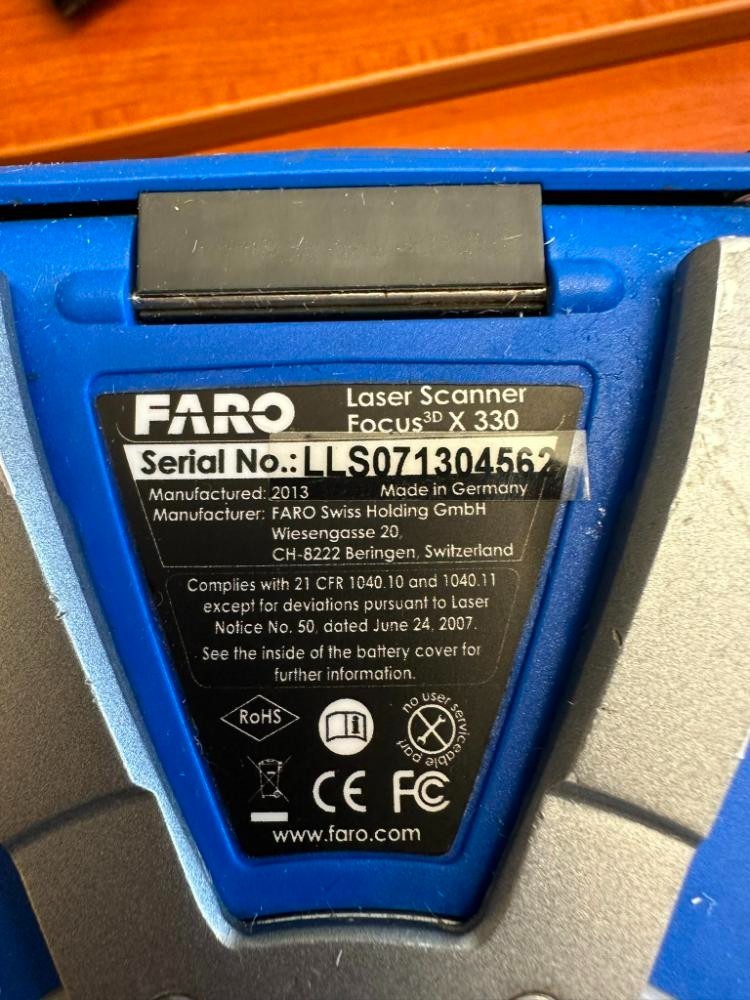 FARO
Laser Scanner
Focus3D X 330
Serial No.: LLS071304562
Manufactured: 2013 Made in Germany
Manufacturer: FARO Swiss Holding GmbH
Wiesengasse 20,
CH-8222 Beringen, Switzerland
Complies with 21 CFR 1040.10 and 1040.11
except for deviations pursuant to Laser
Notice No. 50, dated June 24, 2007.
See the inside of the battery cover for
further information.
RoHS
no user serviceable part
CE FC
www.faro.com